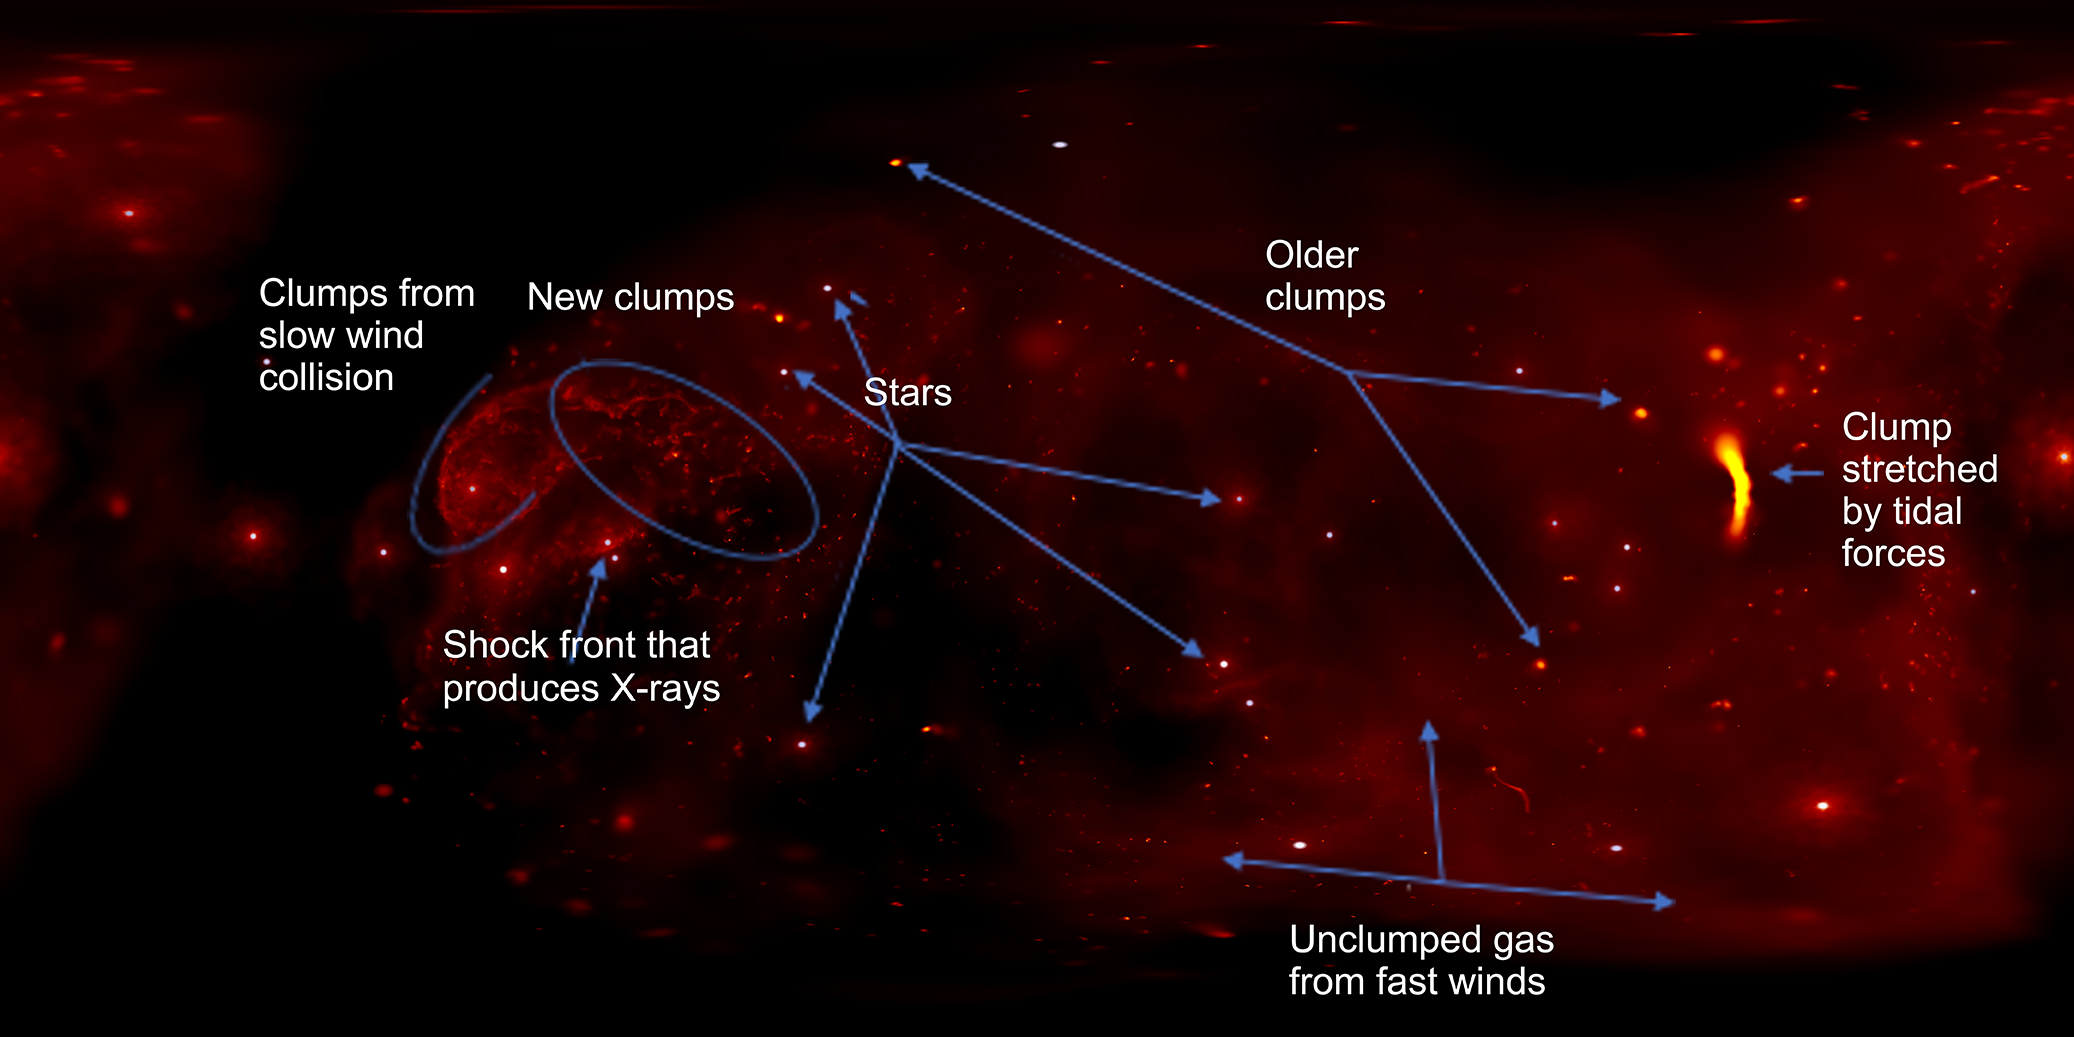 Clumps from
slow wind
collision
New clumps
Stars
Older
clumps
Clump
stretched
by tidal
forces
Shock front that
produces X-rays
Unclumped gas
from fast winds